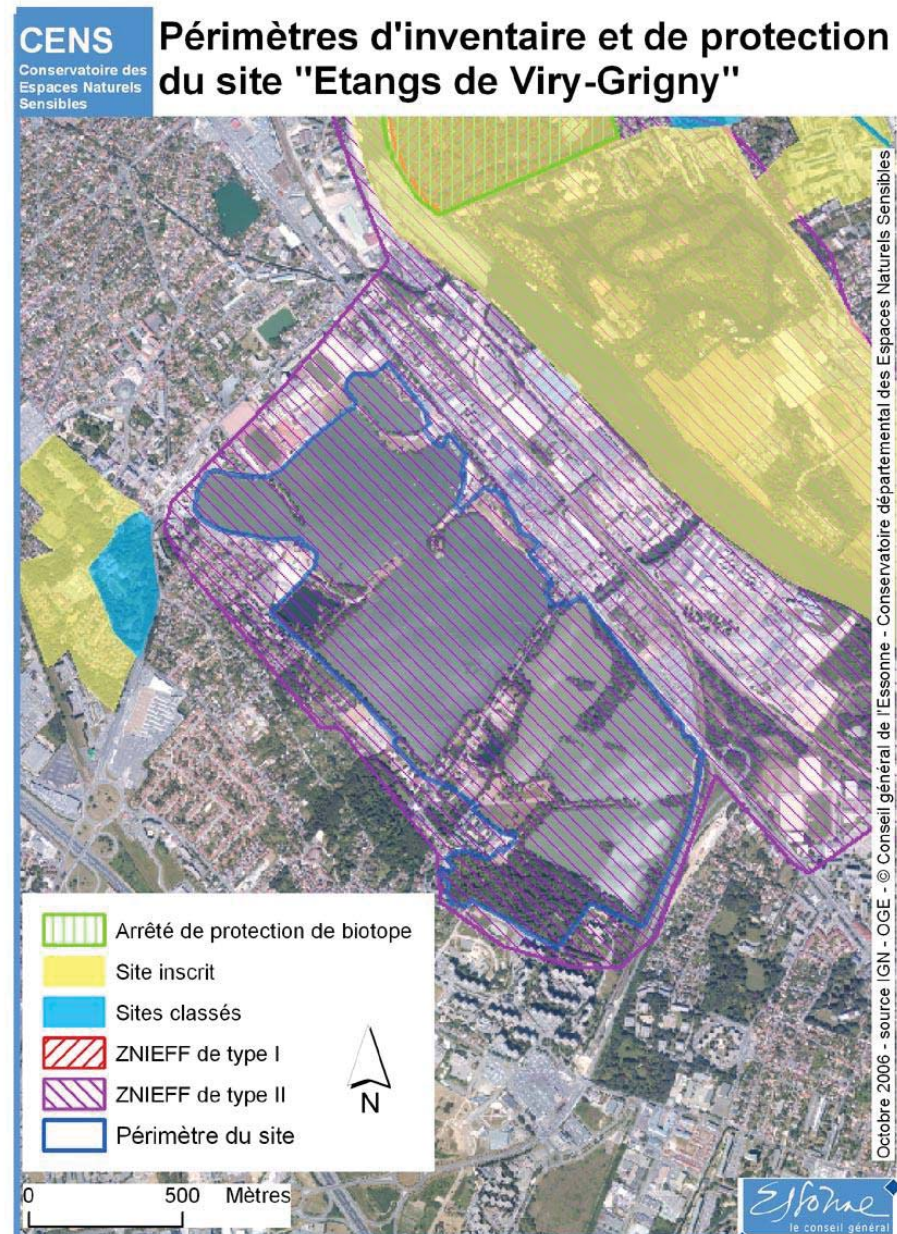 CENS
Conservatoire des
Espaces Naturels
Sensibles
Périmètres d'inventaire et de protection
du site "Etangs de Viry-Grigny"
Octobre 2006 - source IGN - OGE - © Conseil général de l'Essonne - Conservatoire départemental des Espaces Naturels Sensibles
Arrêté de protection de biotope
Site inscrit
Sites classés
ZNIEFF de type I
ZNIEFF de type II
Périmètre du site
N
0 500 Mètres
Essonne
le conseil général